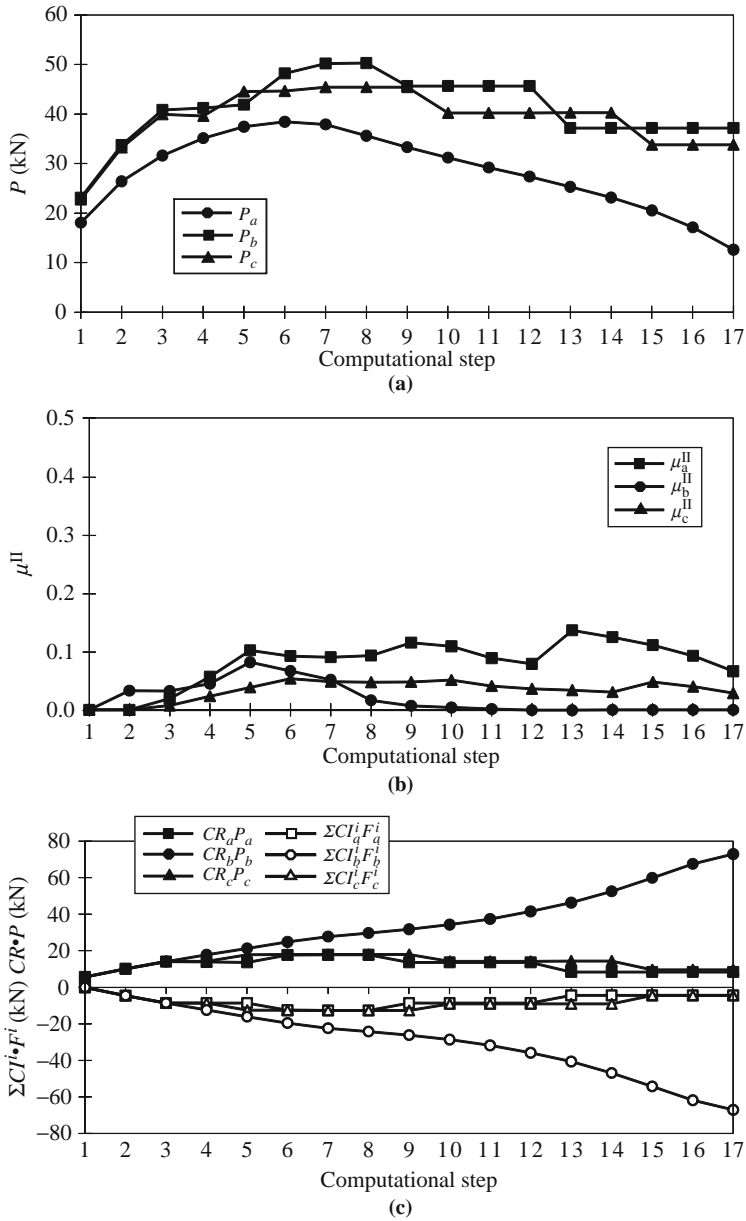 60
50
40
30
20
10
0
P (kN)
P_a
P_b
P_c
1 2 3 4 5 6 7 8 9 10 11 12 13 14 15 16 17
Computational step
(a)
0.5
0.4
0.3
0.2
0.1
0.0
μ^II
μ_a^II
μ_b^II
μ_c^II
1 2 3 4 5 6 7 8 9 10 11 12 13 14 15 16 17
Computational step
(b)
80
60
40
20
0
−20
−40
−60
−80
ΣCI^i•F^i (kN) CR•P (kN)
CR_aP_a ΣCI_a^iF_a^i
CR_bP_b ΣCI_b^iF_b^i
CR_cP_c ΣCI_c^iF_c^i
1 2 3 4 5 6 7 8 9 10 11 12 13 14 15 16 17
Computational step
(c)